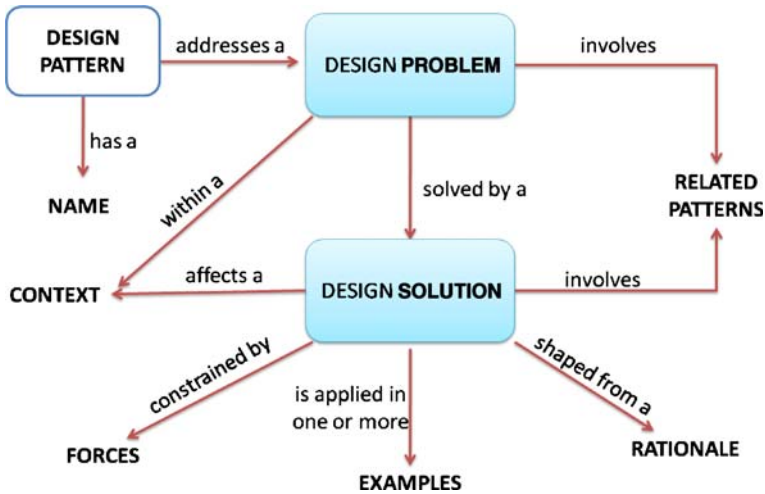 DESIGN
PATTERN
addresses a
DESIGN PROBLEM
involves
has a
NAME
within a
solved by a
RELATED
PATTERNS
CONTEXT
affects a
DESIGN SOLUTION
involves
constrained by
is applied in
one or more
shaped from a
FORCES
EXAMPLES
RATIONALE